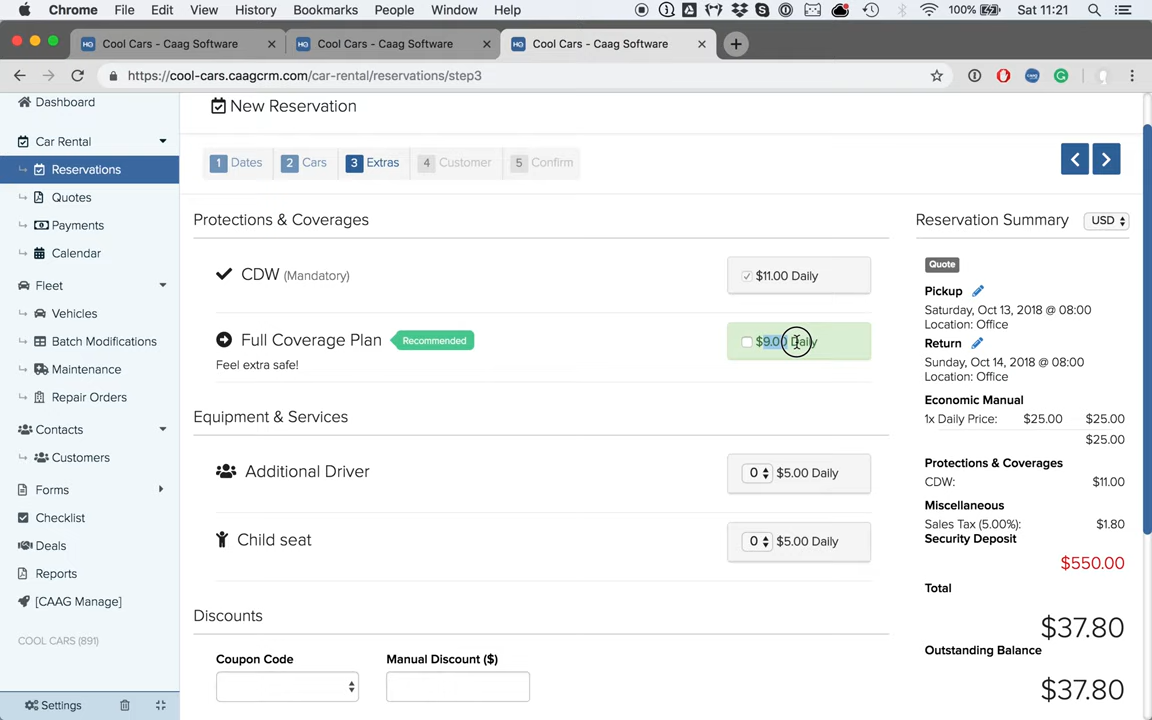 Chrome File Edit View History Bookmarks People Window Help 100% Sat 11:21
Cool Cars - Caag Software
Cool Cars - Caag Software
Cool Cars - Caag Software
https://cool-cars.caagcrm.com/car-rental/reservations/step3
Dashboard
Car Rental
Reservations
Quotes
Payments
Calendar
Fleet
Vehicles
Batch Modifications
Maintenance
Repair Orders
Contacts
Customers
Forms
Checklist
Deals
Reports
[CAAG Manage]
COOL CARS (891)
Settings
New Reservation
1 Dates 2 Cars 3 Extras 4 Customer 5 Confirm
Protections & Coverages
CDW (Mandatory) $11.00 Daily
Full Coverage Plan Recommended $9.00 Daily
Feel extra safe!
Equipment & Services
Additional Driver 0 $5.00 Daily
Child seat 0 $5.00 Daily
Discounts
Coupon Code Manual Discount ($)
Reservation Summary USD
Quote
Pickup
Saturday, Oct 13, 2018 @ 08:00
Location: Office
Return
Sunday, Oct 14, 2018 @ 08:00
Location: Office
Economic Manual
1x Daily Price: $25.00 $25.00
$25.00
Protections & Coverages
CDW: $11.00
Miscellaneous
Sales Tax (5.00%): $1.80
Security Deposit
$550.00
Total
$37.80
Outstanding Balance
$37.80